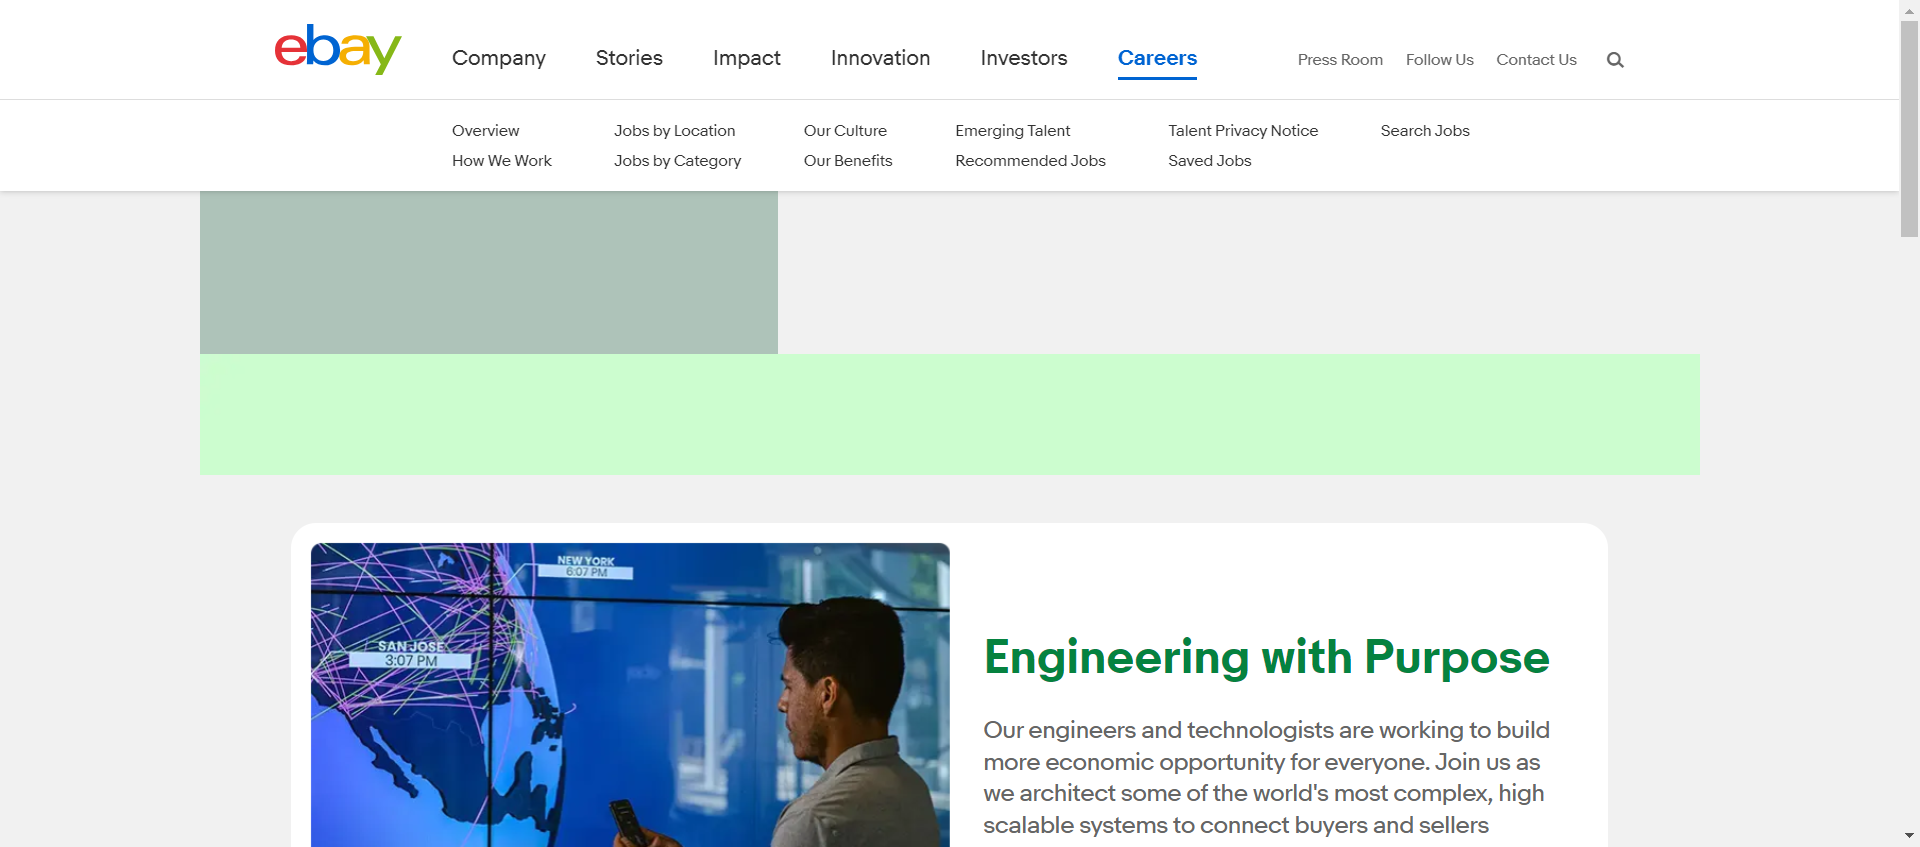 ebay
Company Stories Impact Innovation Investors Careers Press Room Follow Us Contact Us
Overview Jobs by Location Our Culture Emerging Talent Talent Privacy Notice Search Jobs
How We Work Jobs by Category Our Benefits Recommended Jobs Saved Jobs
NEW YORK
6:07 PM
SAN JOSE
3:07 PM
Engineering with Purpose
Our engineers and technologists are working to build
more economic opportunity for everyone. Join us as
we architect some of the world's most complex, high
scalable systems to connect buyers and sellers